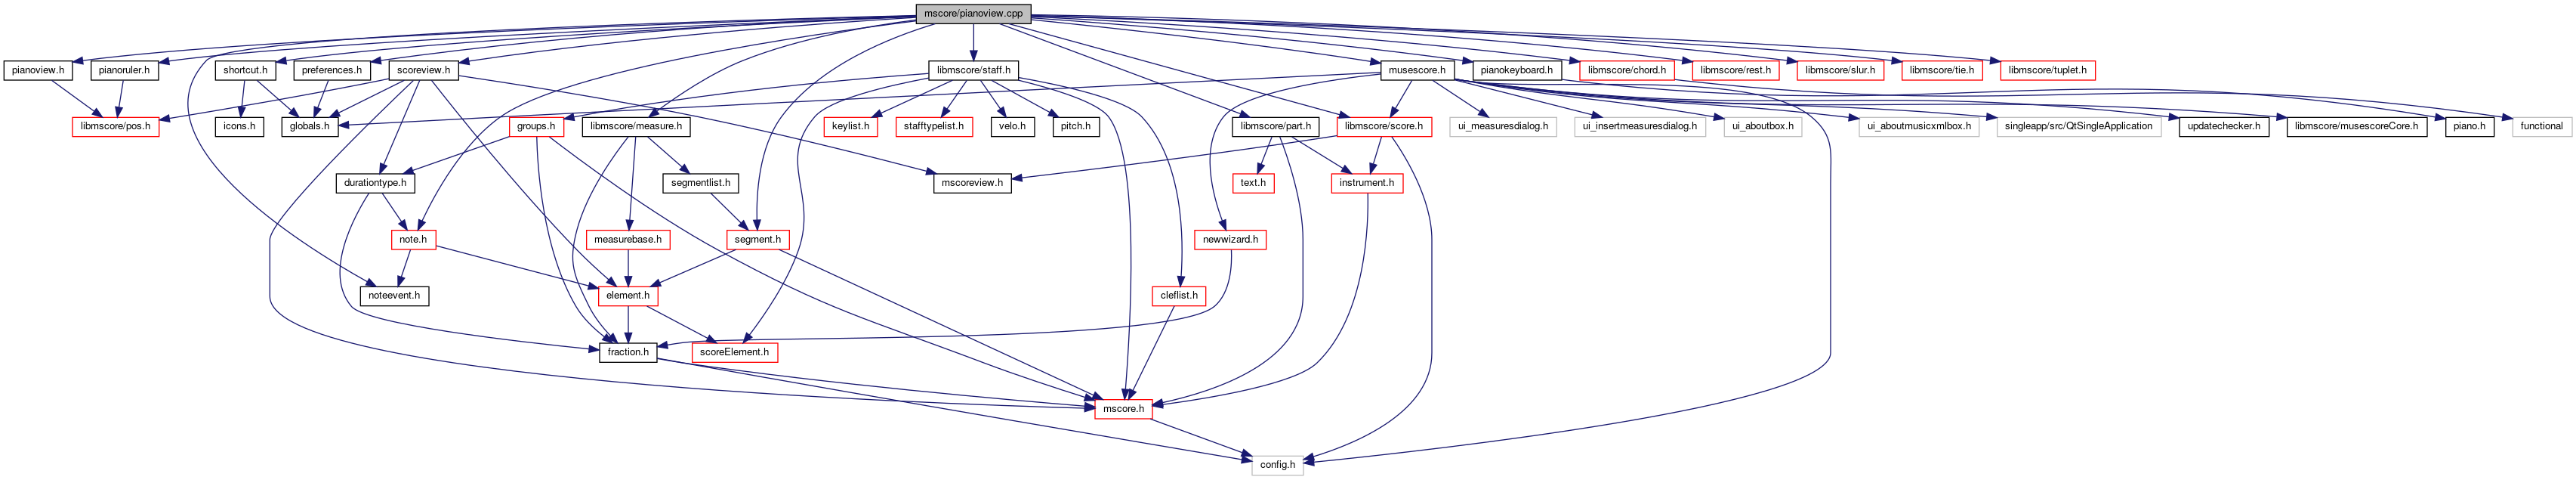 mscore/pianoview.cpp
pianoview.h
pianoruler.h
shortcut.h
preferences.h
scoreview.h
libmscore/staff.h
musescore.h
pianokeyboard.h
libmscore/chord.h
libmscore/rest.h
libmscore/slur.h
libmscore/tie.h
libmscore/tuplet.h
libmscore/pos.h
icons.h
globals.h
groups.h
libmscore/measure.h
keylist.h
stafftypelist.h
velo.h
pitch.h
libmscore/part.h
libmscore/score.h
ui_measuresdialog.h
ui_insertmeasuresdialog.h
ui_aboutbox.h
ui_aboutmusicxmlbox.h
singleapp/src/QtSingleApplication
updatechecker.h
libmscore/musescoreCore.h
piano.h
functional
durationtype.h
segmentlist.h
mscoreview.h
text.h
instrument.h
note.h
measurebase.h
segment.h
newwizard.h
noteevent.h
element.h
cleflist.h
fraction.h
scoreElement.h
mscore.h
config.h